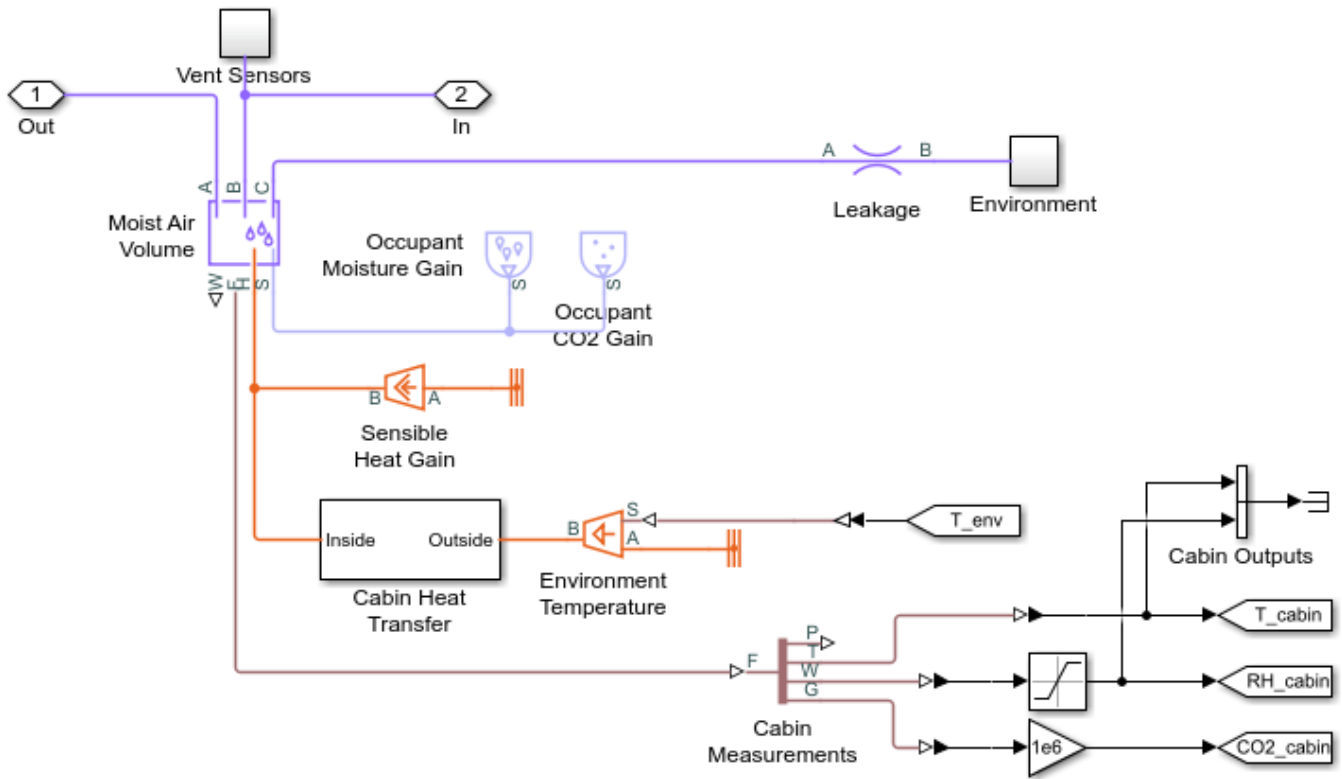 Vent Sensors
1
Out
2
In
A
B
C
A
B
Leakage
Environment
Moist Air
Volume
W
F
H
S
Occupant
Moisture Gain
S
S
Occupant
CO2 Gain
B
A
Sensible
Heat Gain
Inside
Outside
Cabin Heat
Transfer
B
S
A
Environment
Temperature
T_env
Cabin Outputs
T_cabin
F
P
T
W
G
Cabin
Measurements
RH_cabin
1e6
CO2_cabin